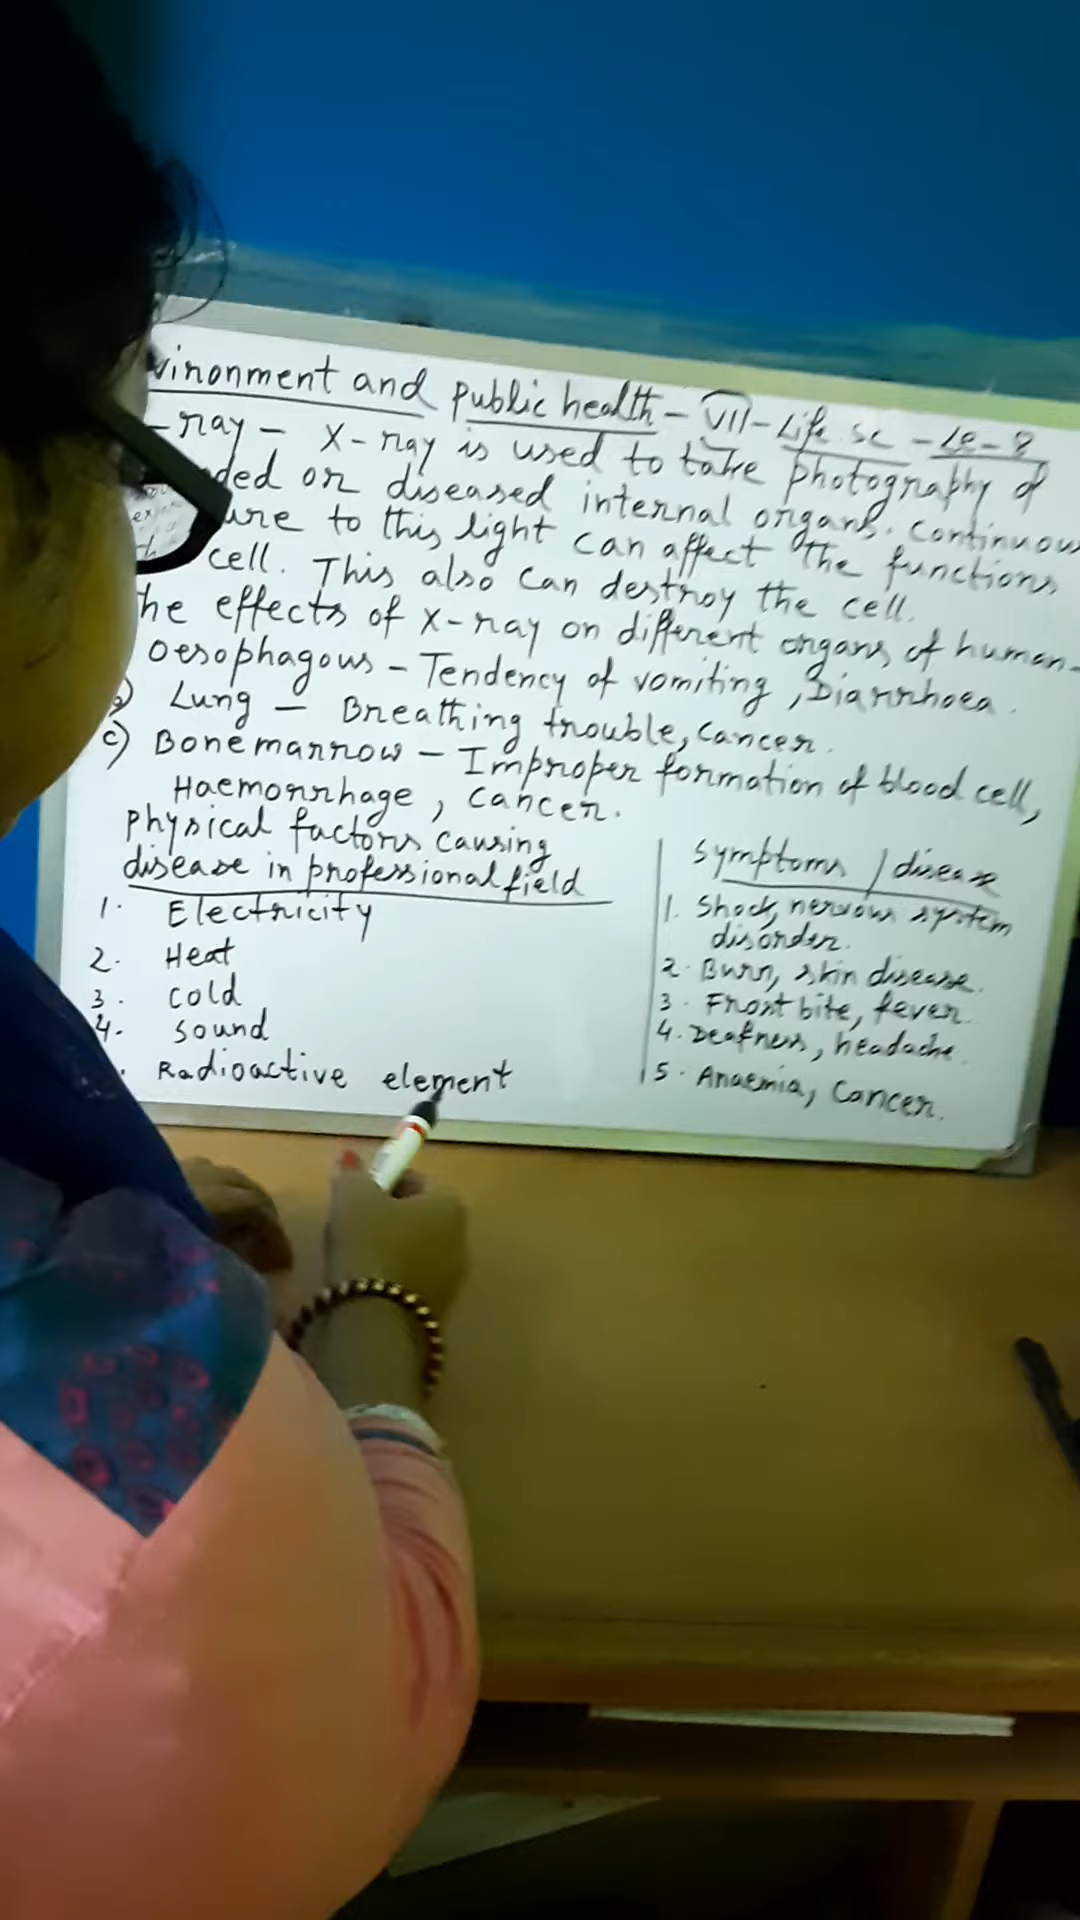 vironment and public health - VII - Life Sc - Le - 8
-ray - X-ray is used to take photography of
ded or diseased internal organs. Continuous
ure to this light can affect the functions
cell. This also can destroy the cell.
he effects of X-ray on different organs of human-
Oesophagous - Tendency of vomiting, Diarrhoea.
Lung - Breathing trouble, cancer.
c) Bonemarrow - Improper formation of blood cell,
Haemorrhage, cancer.
physical factors causing
disease in professional field
1. Electricity
2. Heat
3. cold
4. sound
Radioactive element
Symptoms / disease
1. Shock, nervous system
disorder.
2. Burn, skin disease.
3. Frost bite, fever.
4. Deafness, headache.
5. Anaemia, Cancer.